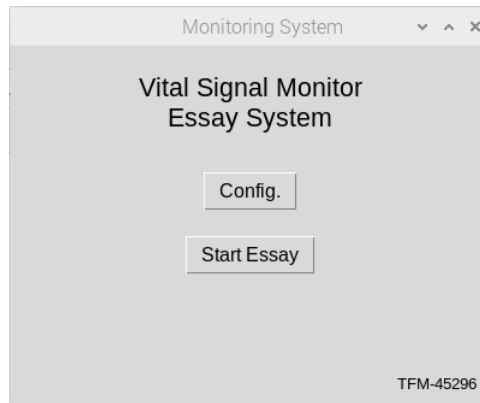 Monitoring System
Vital Signal Monitor
Essay System
Config.
Start Essay
TFM-45296